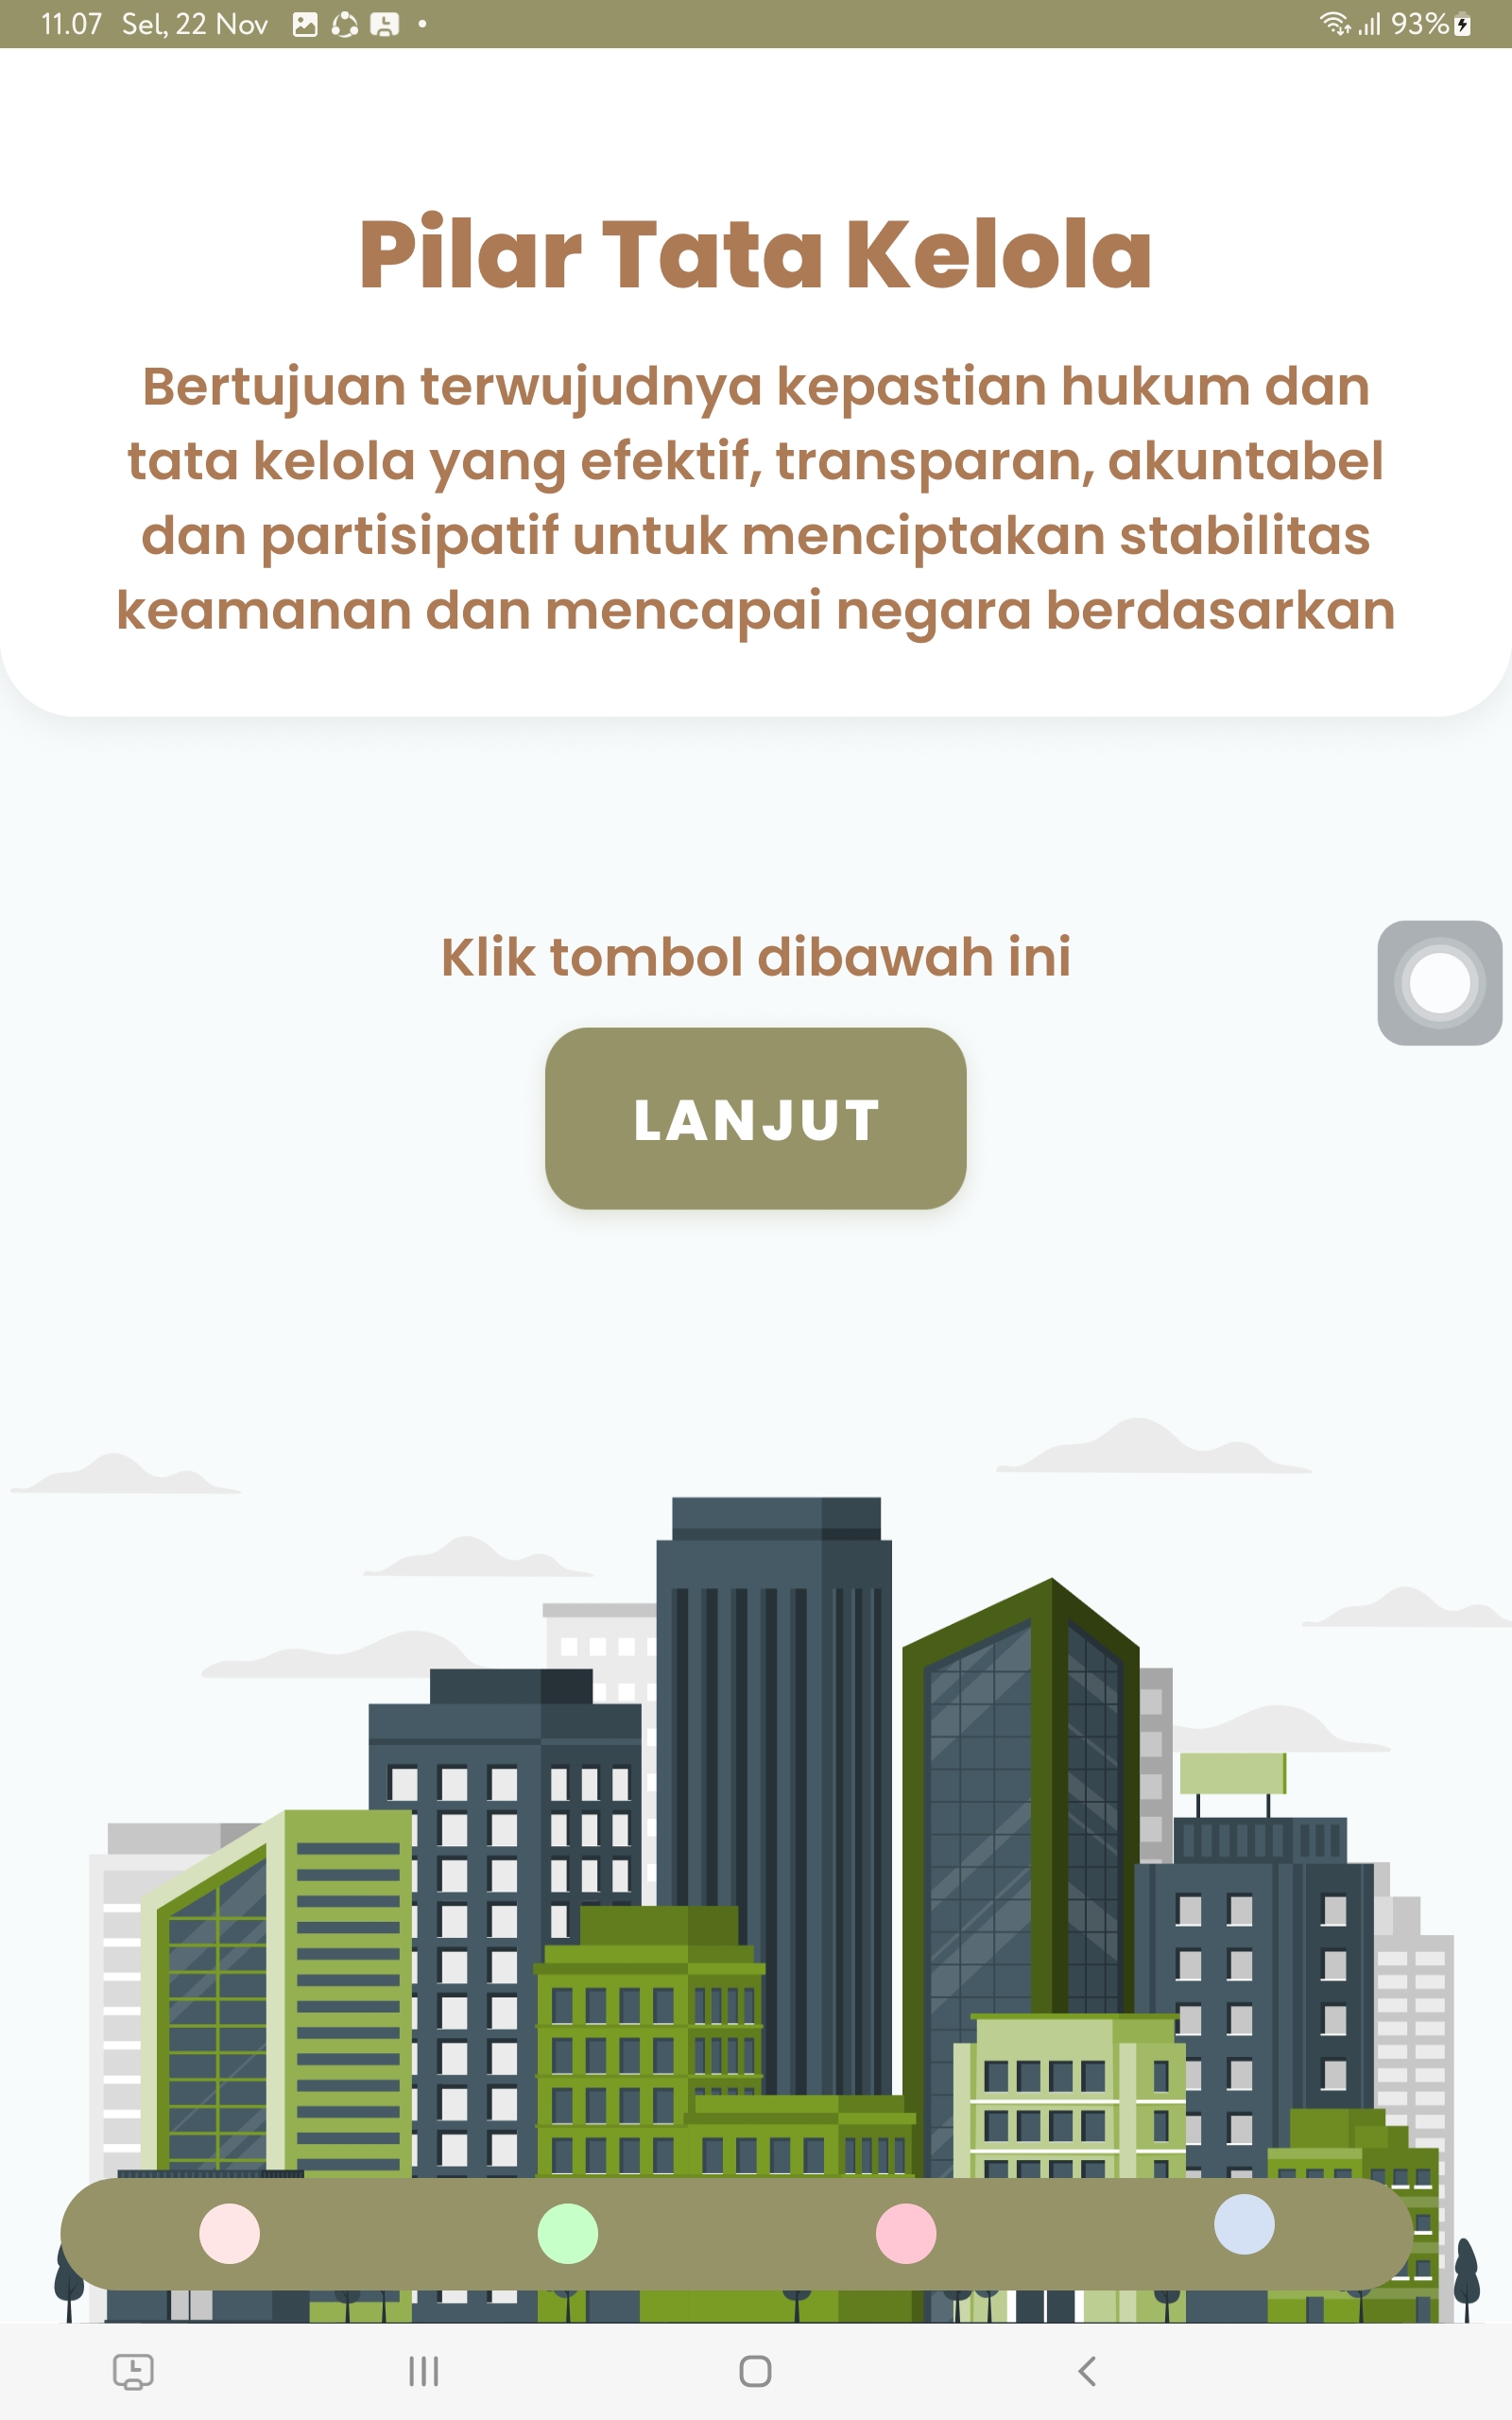 11.07 Sel, 22 Nov
93%
Pilar Tata Kelola
Bertujuan terwujudnya kepastian hukum dan
tata kelola yang efektif, transparan, akuntabel
dan partisipatif untuk menciptakan stabilitas
keamanan dan mencapai negara berdasarkan
Klik tombol dibawah ini
LANJUT